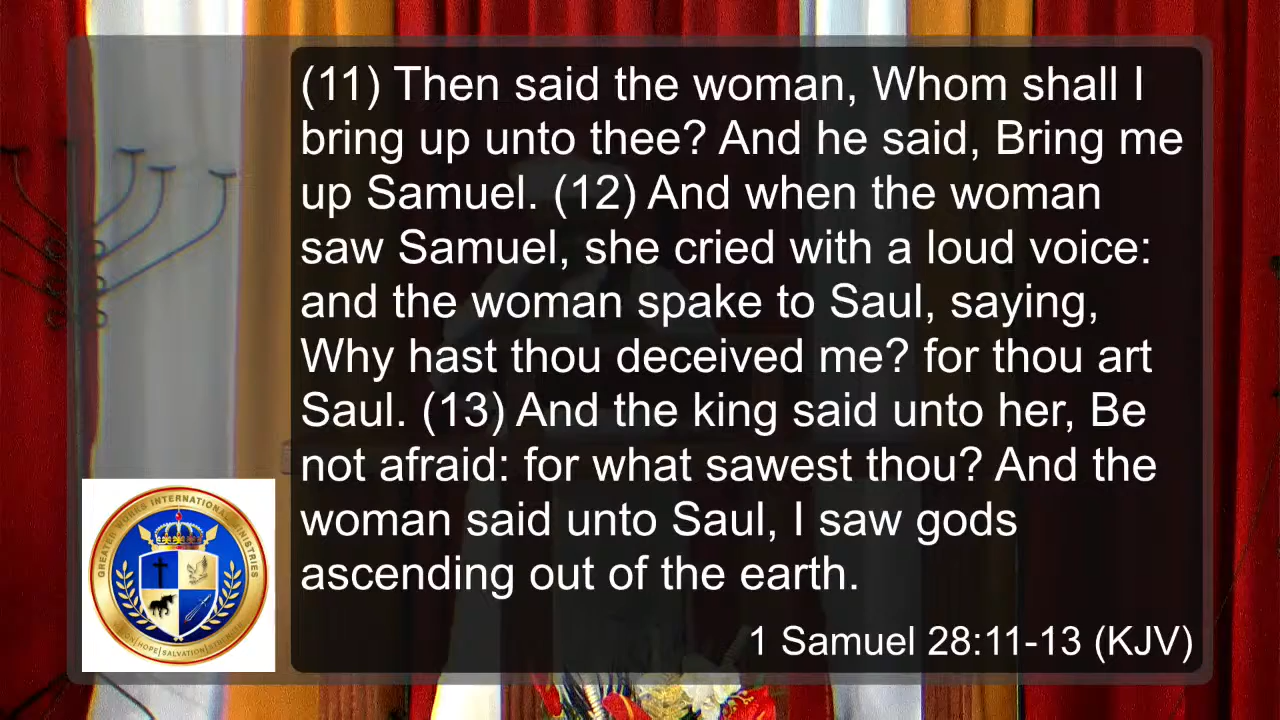 (11) Then said the woman, Whom shall I
bring up unto thee? And he said, Bring me
up Samuel. (12) And when the woman
saw Samuel, she cried with a loud voice:
and the woman spake to Saul, saying,
Why hast thou deceived me? for thou art
Saul. (13) And the king said unto her, Be
not afraid: for what sawest thou? And the
woman said unto Saul, I saw gods
ascending out of the earth.
1 Samuel 28:11-13 (KJV)
GREATER WORKS INTERNATIONAL MINISTRIES
|HOPE|SALVATION|